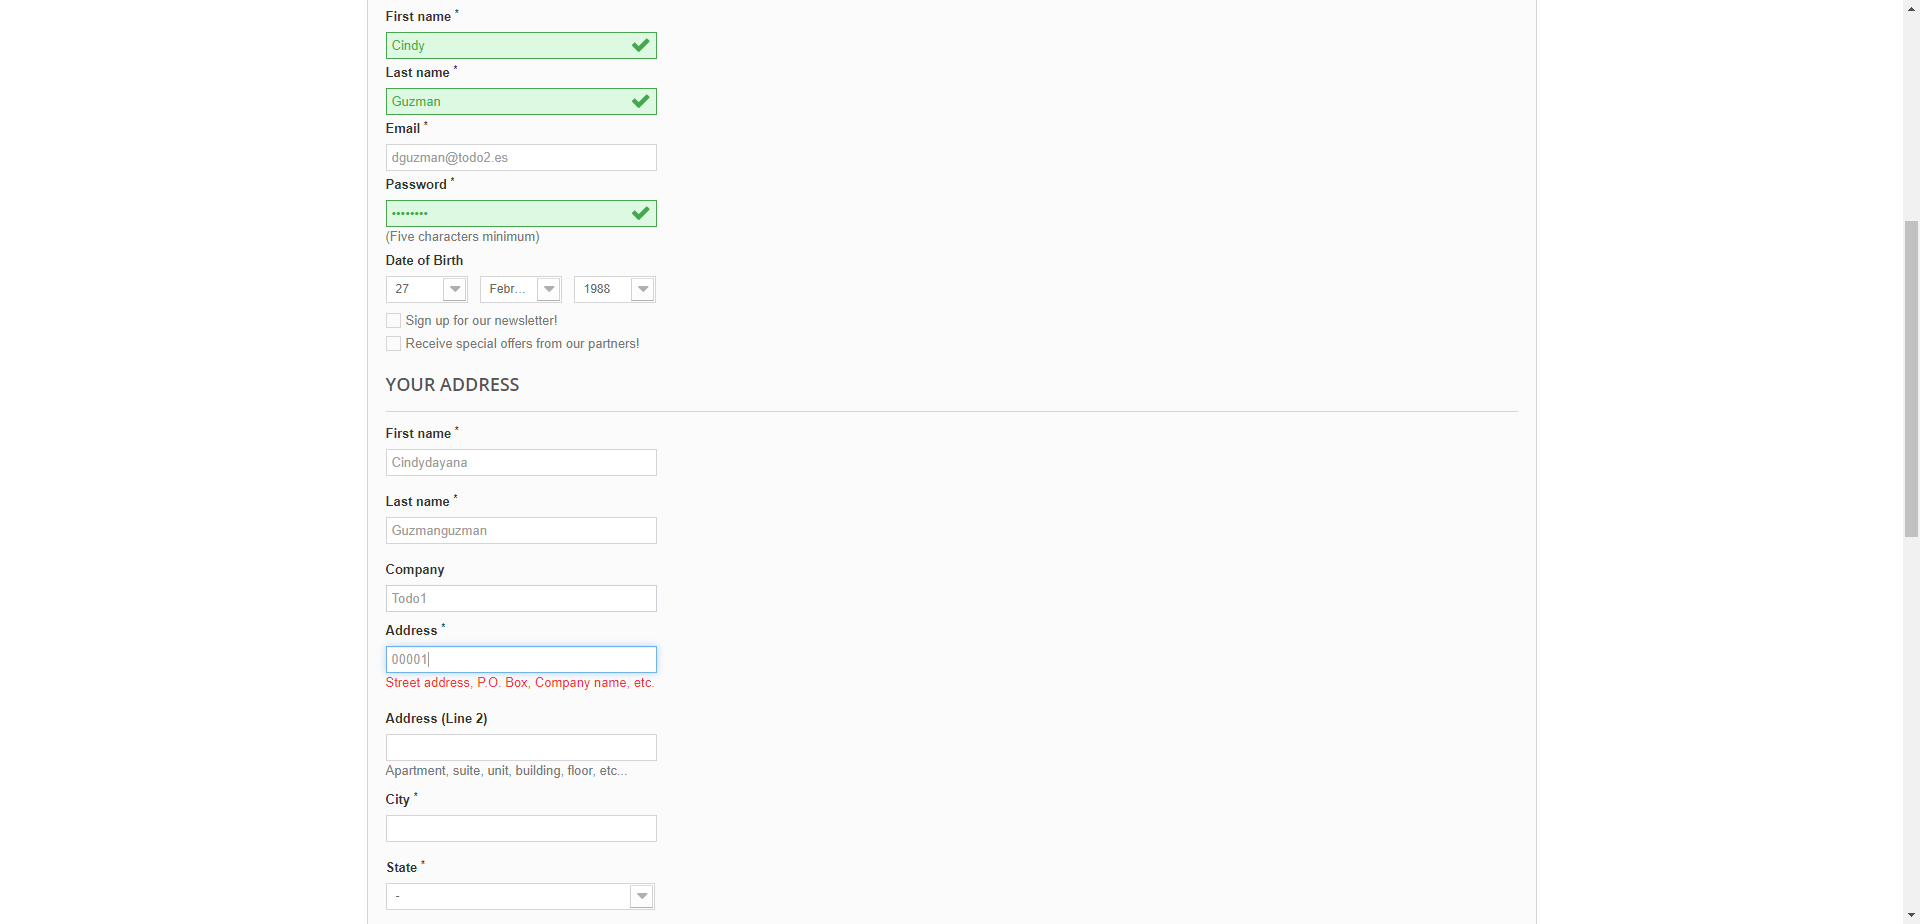 First name *
Cindy
Last name *
Guzman
Email *
dguzman@todo2.es
Password *
••••••••
(Five characters minimum)
Date of Birth
27 Febr... 1988
Sign up for our newsletter!
Receive special offers from our partners!
YOUR ADDRESS
First name *
Cindydayana
Last name *
Guzmanguzman
Company
Todo1
Address *
00001
Street address, P.O. Box, Company name, etc.
Address (Line 2)
Apartment, suite, unit, building, floor, etc...
City *
State *
-